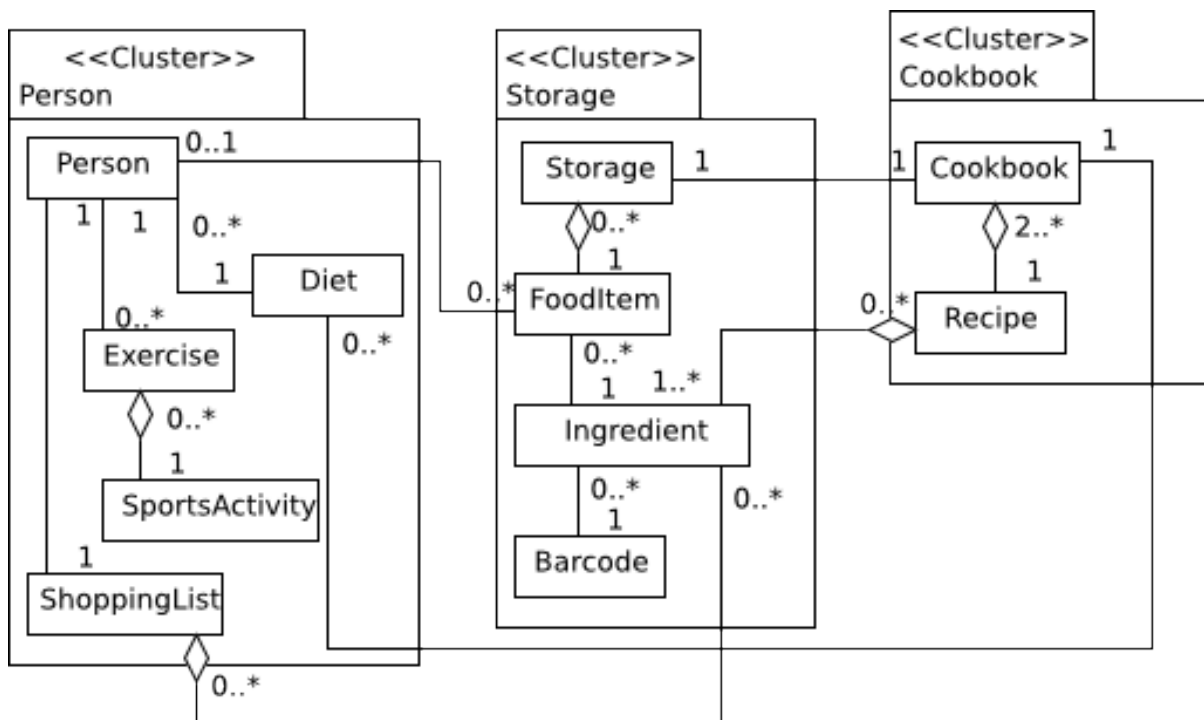 <<Cluster>>
Person
Person
0..1
1
1
0..*
1
Diet
0..*
Exercise
0..*
0..*
1
SportsActivity
1
ShoppingList
0..*
<<Cluster>>
Storage
Storage
1
0..*
1
0..*
FoodItem
0..*
1
1..*
Ingredient
0..*
0..*
1
Barcode
<<Cluster>>
Cookbook
1
1
Cookbook
2..*
1
0..*
Recipe